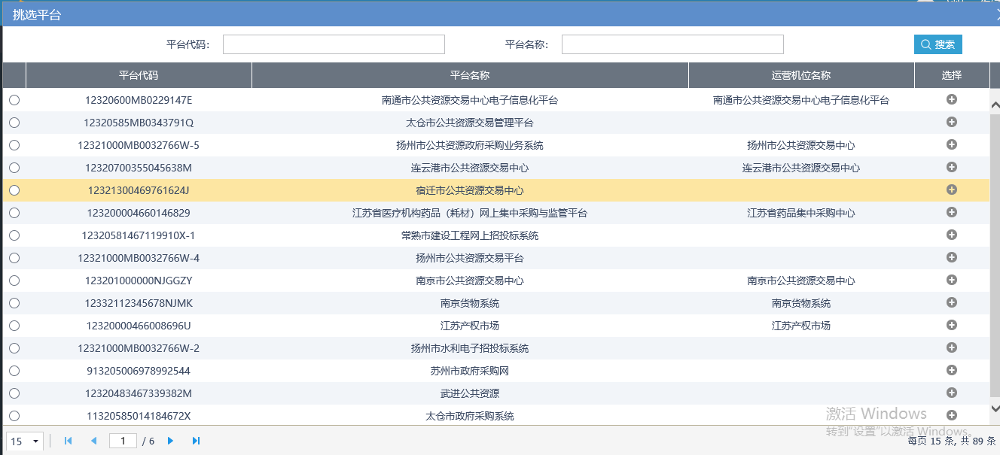 挑选平台
平台代码: 平台名称: 搜索
平台代码 平台名称 运营机位名称 选择
12320600MB0229147E 南通市公共资源交易中心电子信息化平台 南通市公共资源交易中心电子信息化平台
12320585MB0343791Q 太仓市公共资源交易管理平台
12321000MB0032766W-5 扬州市公共资源政府采购业务系统 扬州市公共资源交易中心
12320700355045638M 连云港市公共资源交易中心 连云港市公共资源交易中心
12321300469761624J 宿迁市公共资源交易中心
123200004660146829 江苏省医疗机构药品（耗材）网上集中采购与监管平台 江苏省药品集中采购中心
12320581467119910X-1 常熟市建设工程网上招投标系统
12321000MB0032766W-4 扬州市公共资源交易平台
123201000000NJGGZY 南京市公共资源交易中心 南京市公共资源交易中心
12332112345678NJMK 南京货物系统 南京货物系统
12320000466008696U 江苏产权市场 江苏产权市场
12321000MB0032766W-2 扬州市水利电子招投标系统
913205006978992544 苏州市政府采购网
12320483467339382M 武进公共资源
11320585014184672X 太仓市政府采购系统
激活 Windows
转到“设置”以激活 Windows。
15 1 / 6 每页 15 条, 共 89 条